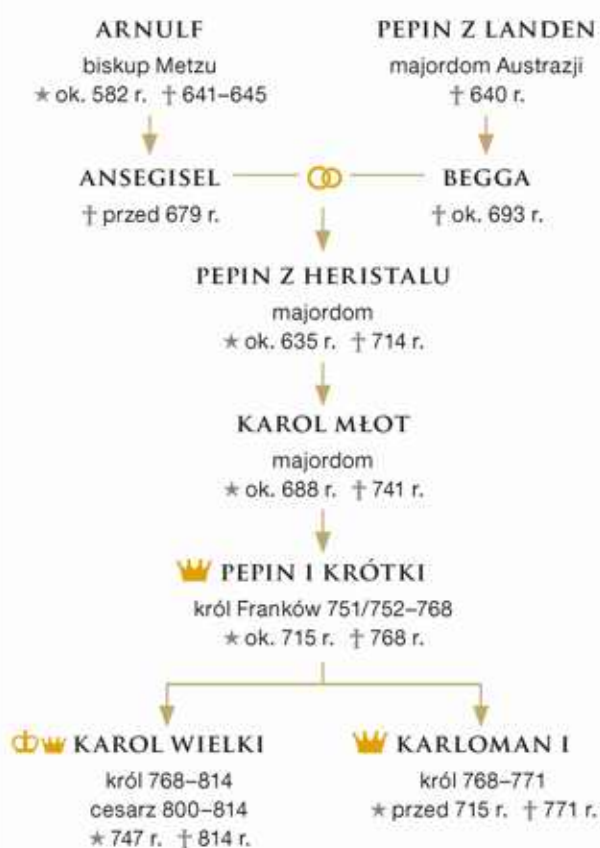 ARNULF
biskup Metzu
★ ok. 582 r. † 641–645
PEPIN Z LANDEN
majordom Austrazji
† 640 r.
ANSEGISEL
† przed 679 r.
BEGGA
† ok. 693 r.
PEPIN Z HERISTALU
majordom
★ ok. 635 r. † 714 r.
KAROL MŁOT
majordom
★ ok. 688 r. † 741 r.
PEPIN I KRÓTKI
król Franków 751/752–768
★ ok. 715 r. † 768 r.
KAROL WIELKI
król 768–814
cesarz 800–814
★ 747 r. † 814 r.
KARLOMAN I
król 768–771
★ przed 715 r. † 771 r.